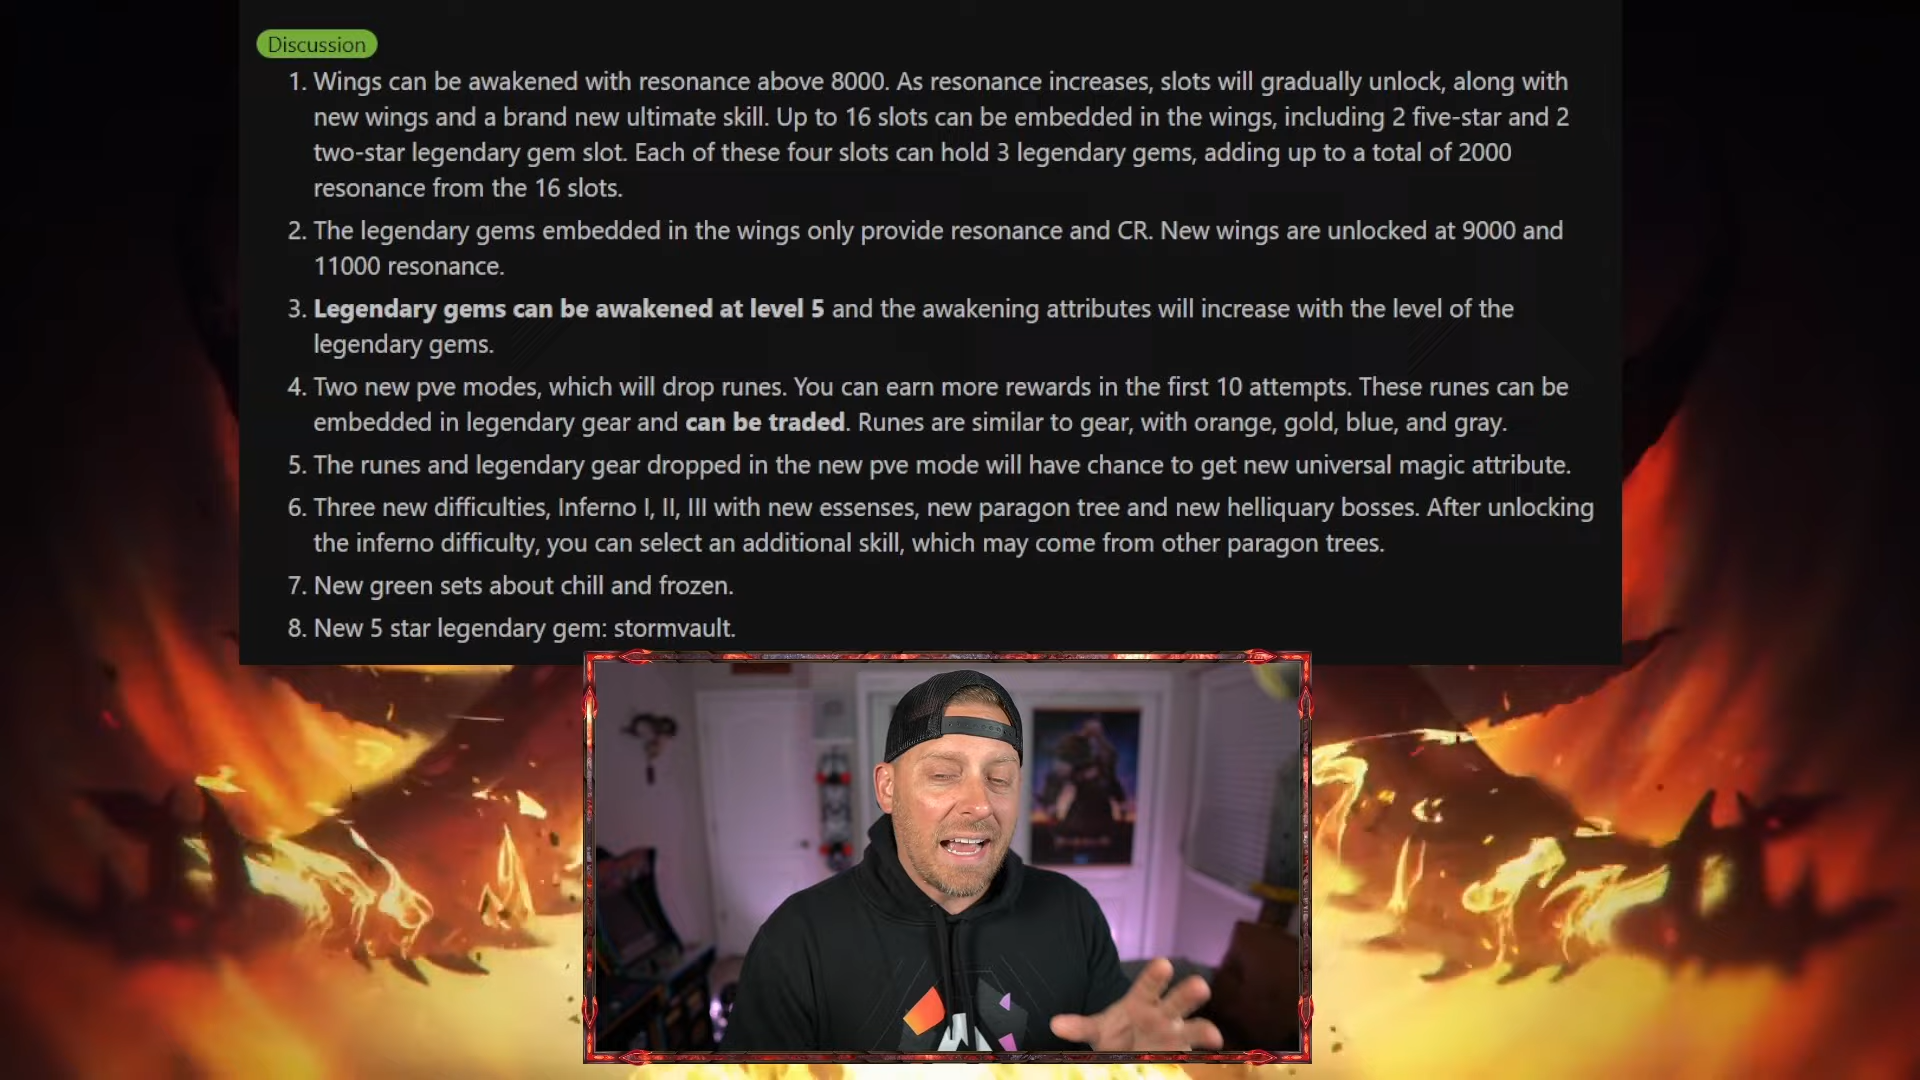 Discussion
1. Wings can be awakened with resonance above 8000. As resonance increases, slots will gradually unlock, along with
new wings and a brand new ultimate skill. Up to 16 slots can be embedded in the wings, including 2 five-star and 2
two-star legendary gem slot. Each of these four slots can hold 3 legendary gems, adding up to a total of 2000
resonance from the 16 slots.
2. The legendary gems embedded in the wings only provide resonance and CR. New wings are unlocked at 9000 and
11000 resonance.
3. Legendary gems can be awakened at level 5 and the awakening attributes will increase with the level of the
legendary gems.
4. Two new pve modes, which will drop runes. You can earn more rewards in the first 10 attempts. These runes can be
embedded in legendary gear and can be traded. Runes are similar to gear, with orange, gold, blue, and gray.
5. The runes and legendary gear dropped in the new pve mode will have chance to get new universal magic attribute.
6. Three new difficulties, Inferno I, II, III with new essenses, new paragon tree and new helliquary bosses. After unlocking
the inferno difficulty, you can select an additional skill, which may come from other paragon trees.
7. New green sets about chill and frozen.
8. New 5 star legendary gem: stormvault.